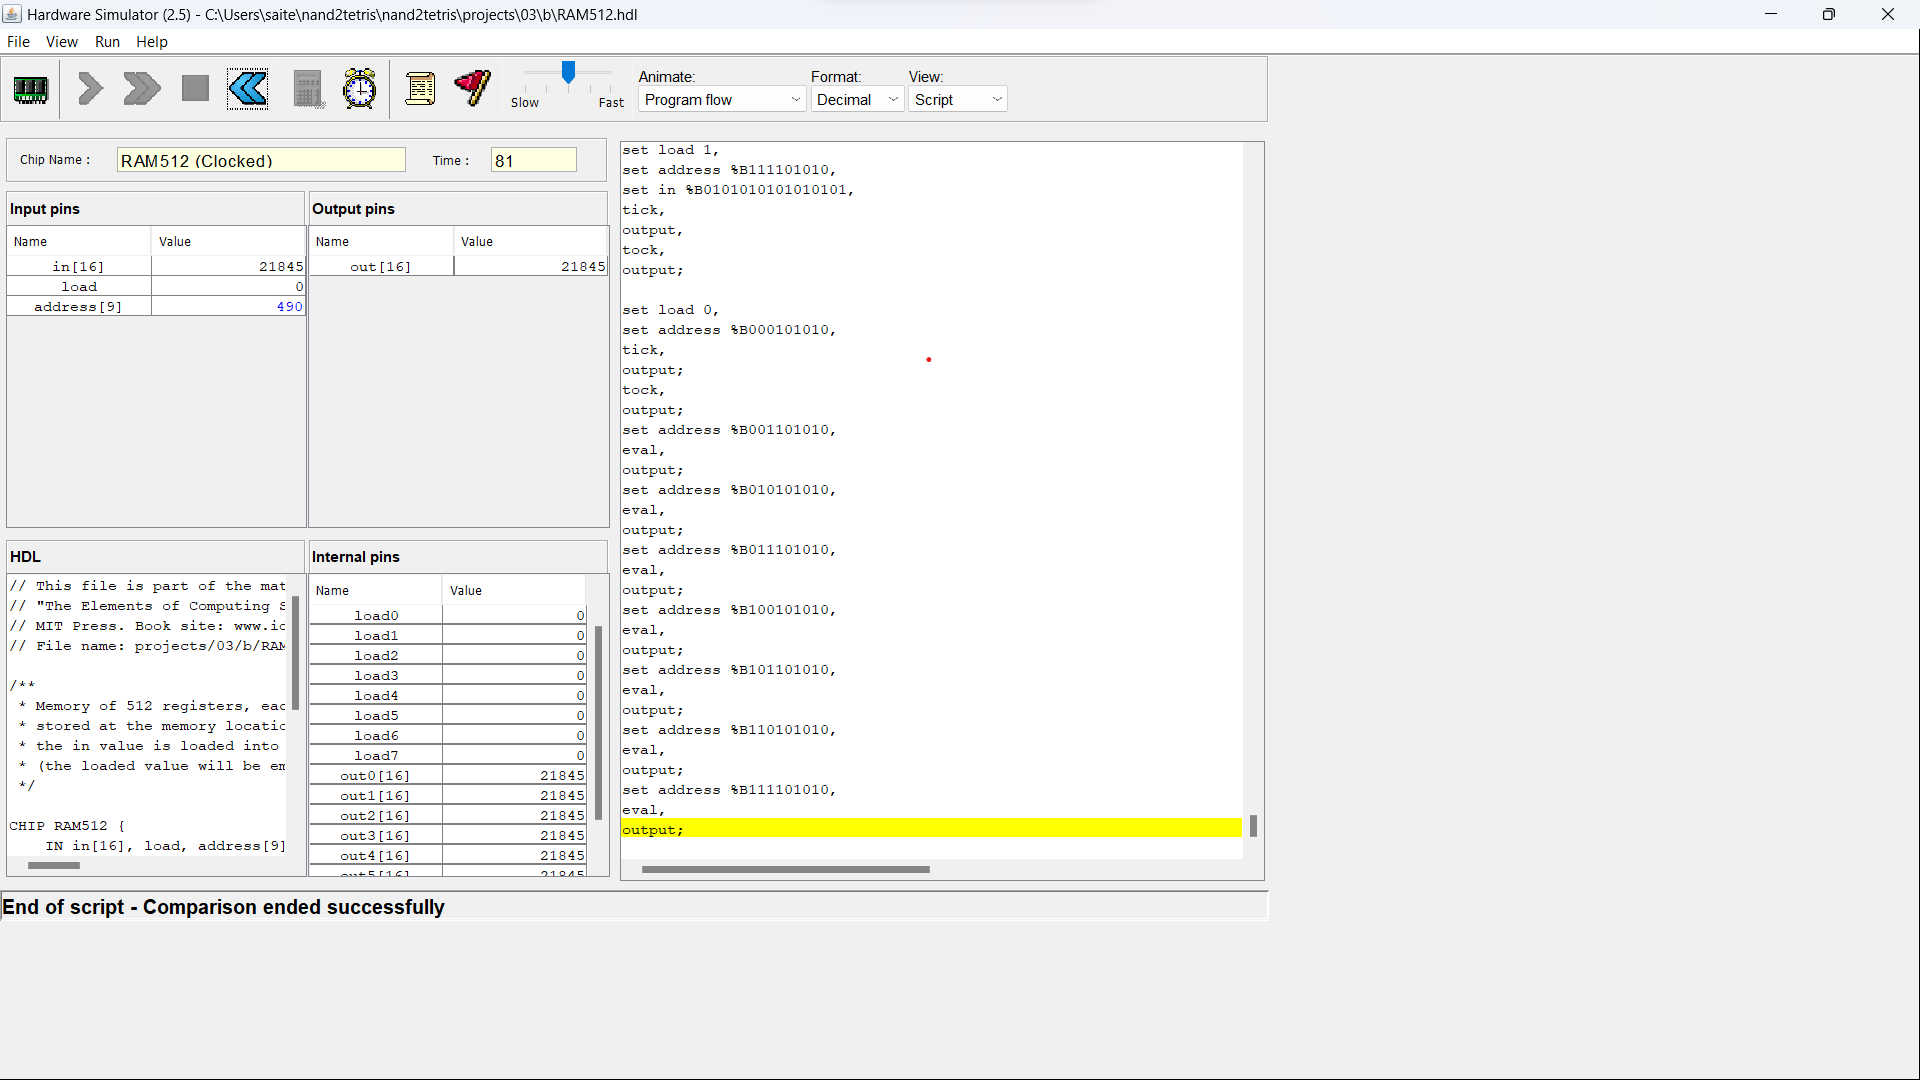 Hardware Simulator (2.5) - C:\Users\saite\nand2tetris\nand2tetris\projects\03\b\RAM512.hdl
File View Run Help
Slow Fast
Animate: Format: View:
Program flow Decimal Script
Chip Name : RAM512 (Clocked) Time : 81
Input pins
Name Value
in[16] 21845
load 0
address[9] 490
Output pins
Name Value
out[16] 21845
HDL
// This file is part of the mat
// "The Elements of Computing S
// MIT Press. Book site: www.id
// File name: projects/03/b/RAM
/**
* Memory of 512 registers, eac
* stored at the memory locatio
* the in value is loaded into
* (the loaded value will be em
*/
CHIP RAM512 {
IN in[16], load, address[9]
Internal pins
Name Value
load0 0
load1 0
load2 0
load3 0
load4 0
load5 0
load6 0
load7 0
out0[16] 21845
out1[16] 21845
out2[16] 21845
out3[16] 21845
out4[16] 21845
out5[16] 21845
set load 1,
set address %B111101010,
set in %B0101010101010101,
tick,
output,
tock,
output;
set load 0,
set address %B000101010,
tick,
output;
tock,
output;
set address %B001101010,
eval,
output;
set address %B010101010,
eval,
output;
set address %B011101010,
eval,
output;
set address %B100101010,
eval,
output;
set address %B101101010,
eval,
output;
set address %B110101010,
eval,
output;
set address %B111101010,
eval,
output;
End of script - Comparison ended successfully